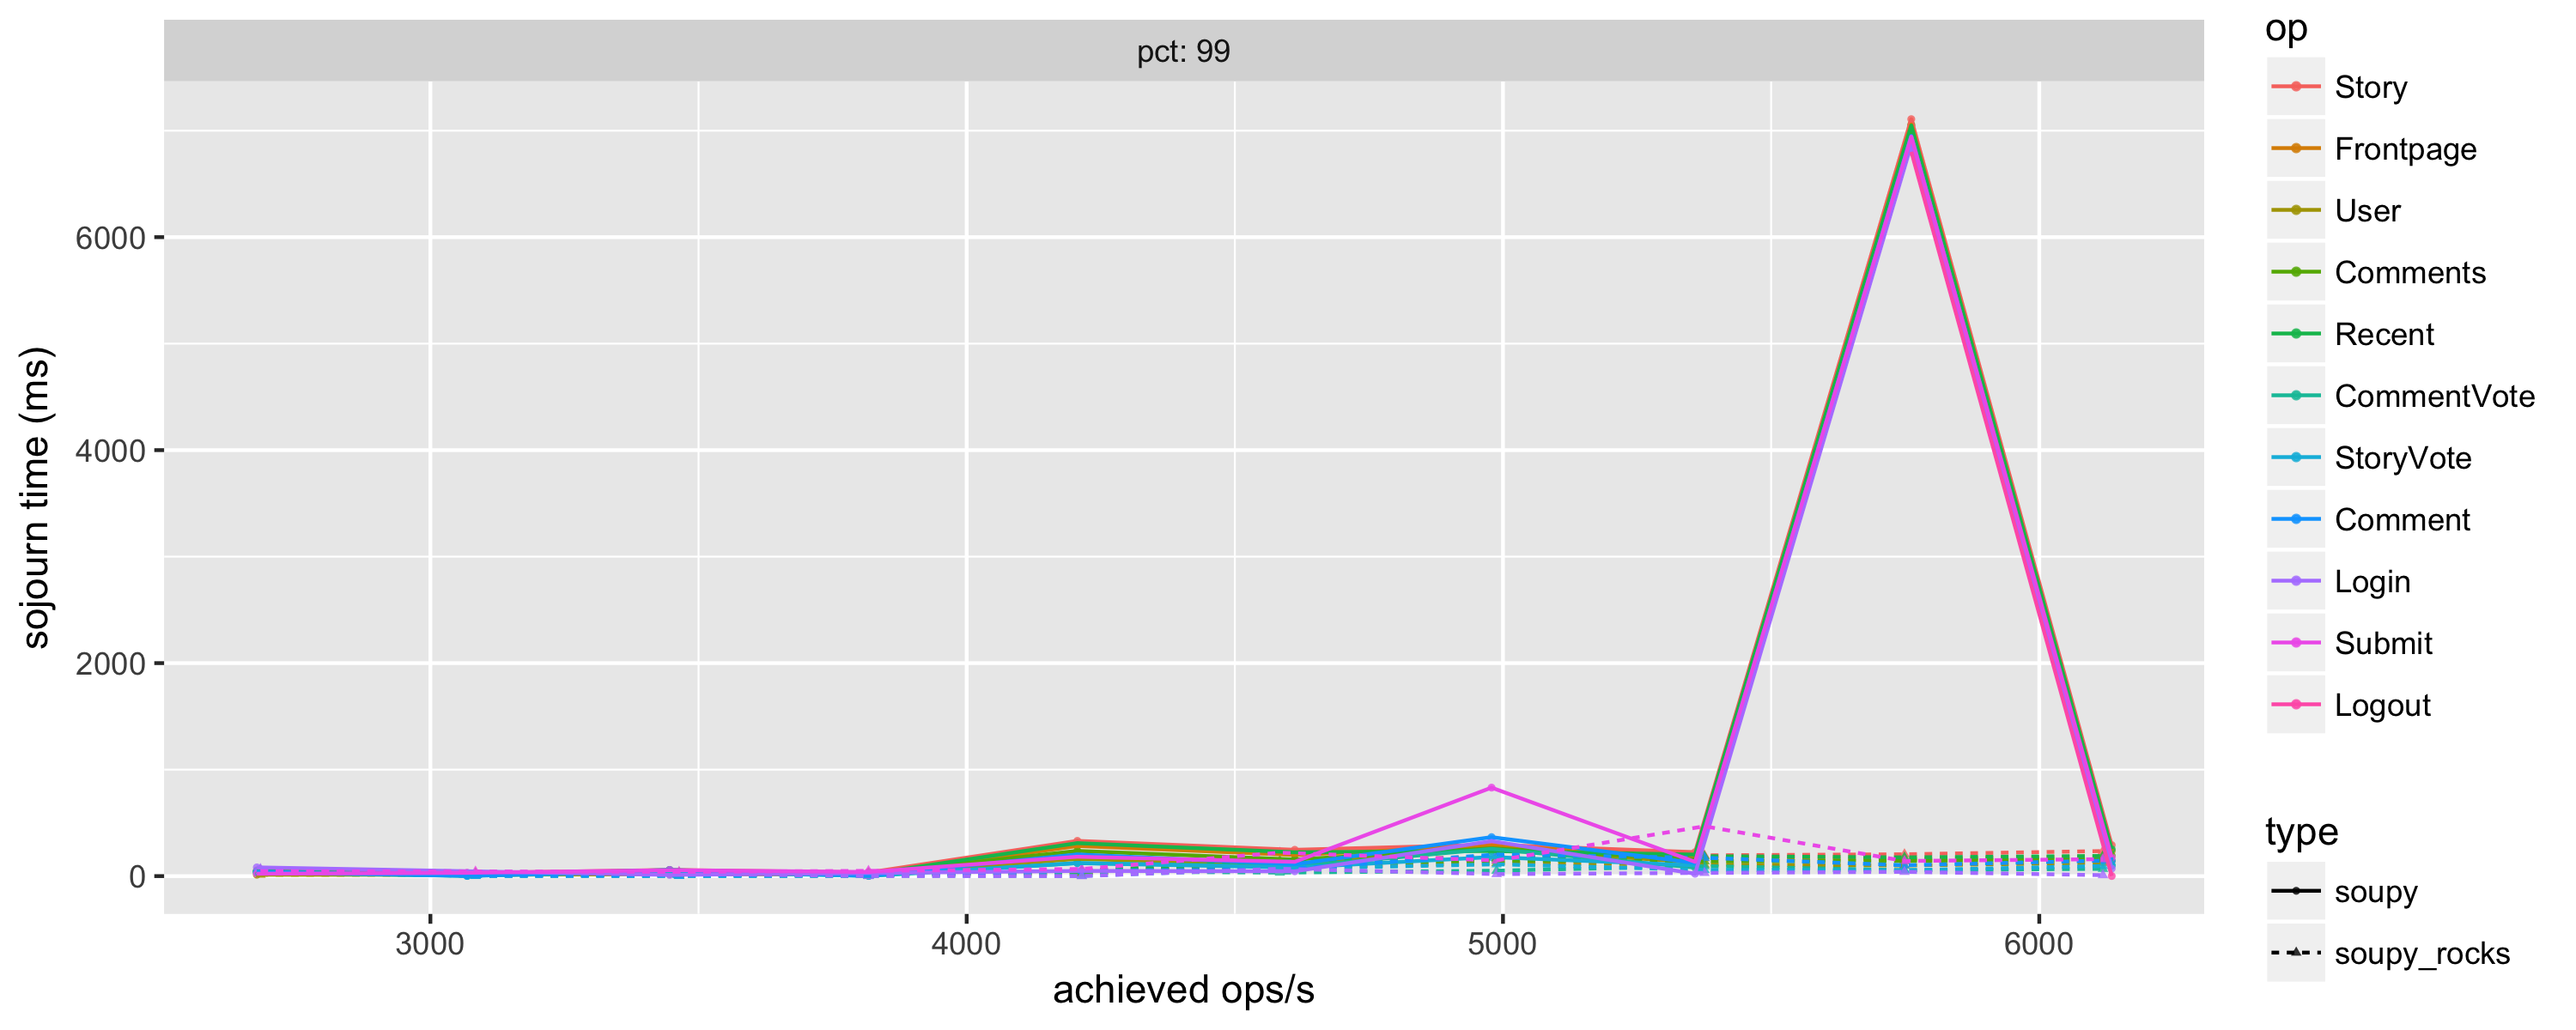 pct: 99
sojourn time (ms)
6000
4000
2000
0
3000
4000
5000
6000
achieved ops/s
op
Story
Frontpage
User
Comments
Recent
CommentVote
StoryVote
Comment
Login
Submit
Logout
type
soupy
soupy_rocks